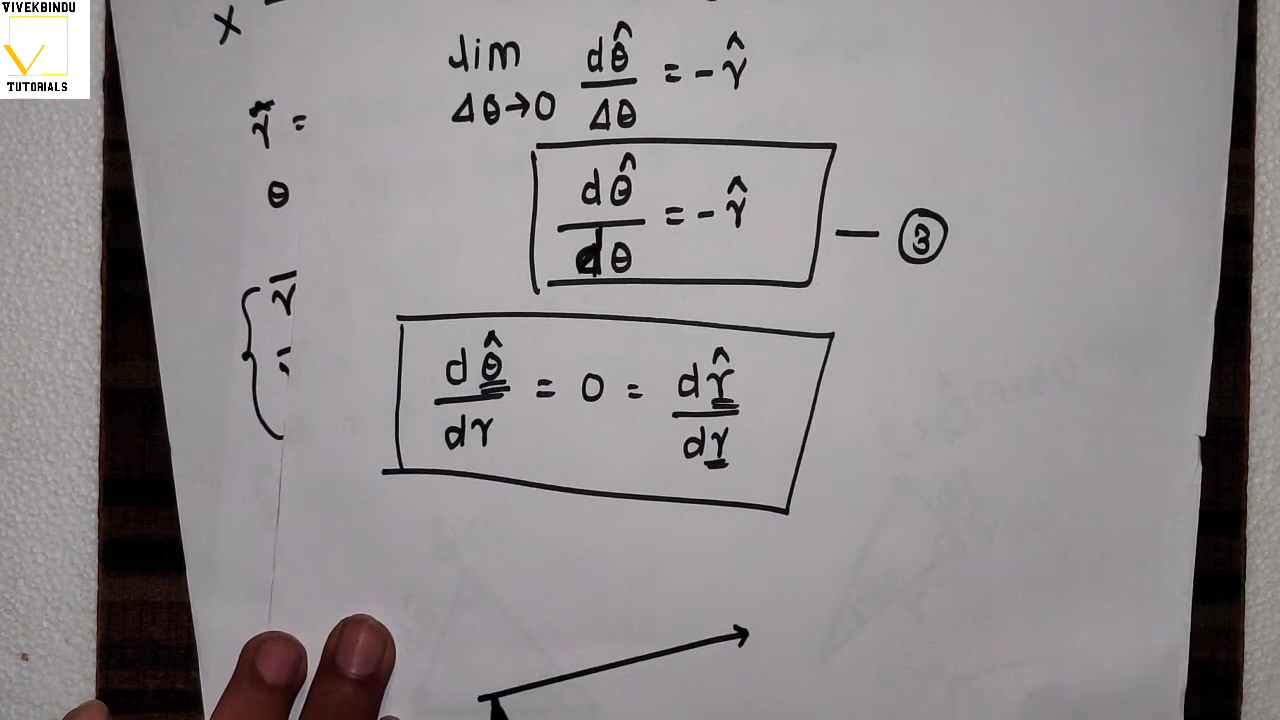 VIVEKBINDU
TUTORIALS
X
lim dθ̂/Δθ = - r̂
Δθ→0
r̂ =
dθ̂/dθ = - r̂ — ③
θ
r̄
dθ̂/dr = 0 = dr̂/dr